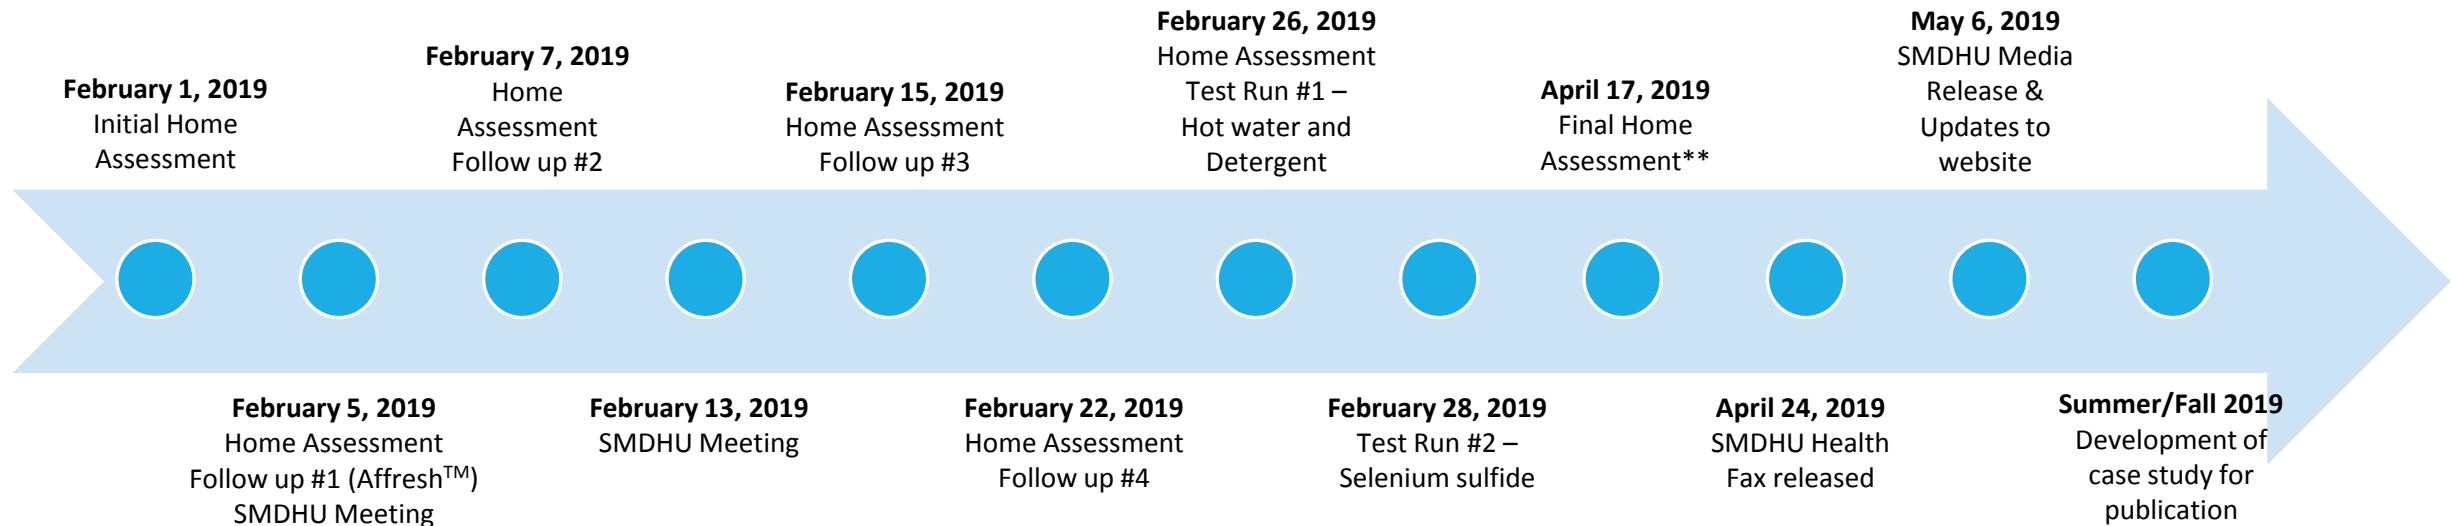 February 1, 2019
Initial Home
Assessment
February 5, 2019
Home Assessment
Follow up #1 (Affresh™)
SMDHU Meeting
February 7, 2019
Home
Assessment
Follow up #2
February 13, 2019
SMDHU Meeting
February 15, 2019
Home Assessment
Follow up #3
February 22, 2019
Home Assessment
Follow up #4
February 26, 2019
Home Assessment
Test Run #1 –
Hot water and
Detergent
February 28, 2019
Test Run #2 –
Selenium sulfide
April 17, 2019
Final Home
Assessment**
April 24, 2019
SMDHU Health
Fax released
May 6, 2019
SMDHU Media
Release &
Updates to
website
Summer/Fall 2019
Development of
case study for
publication